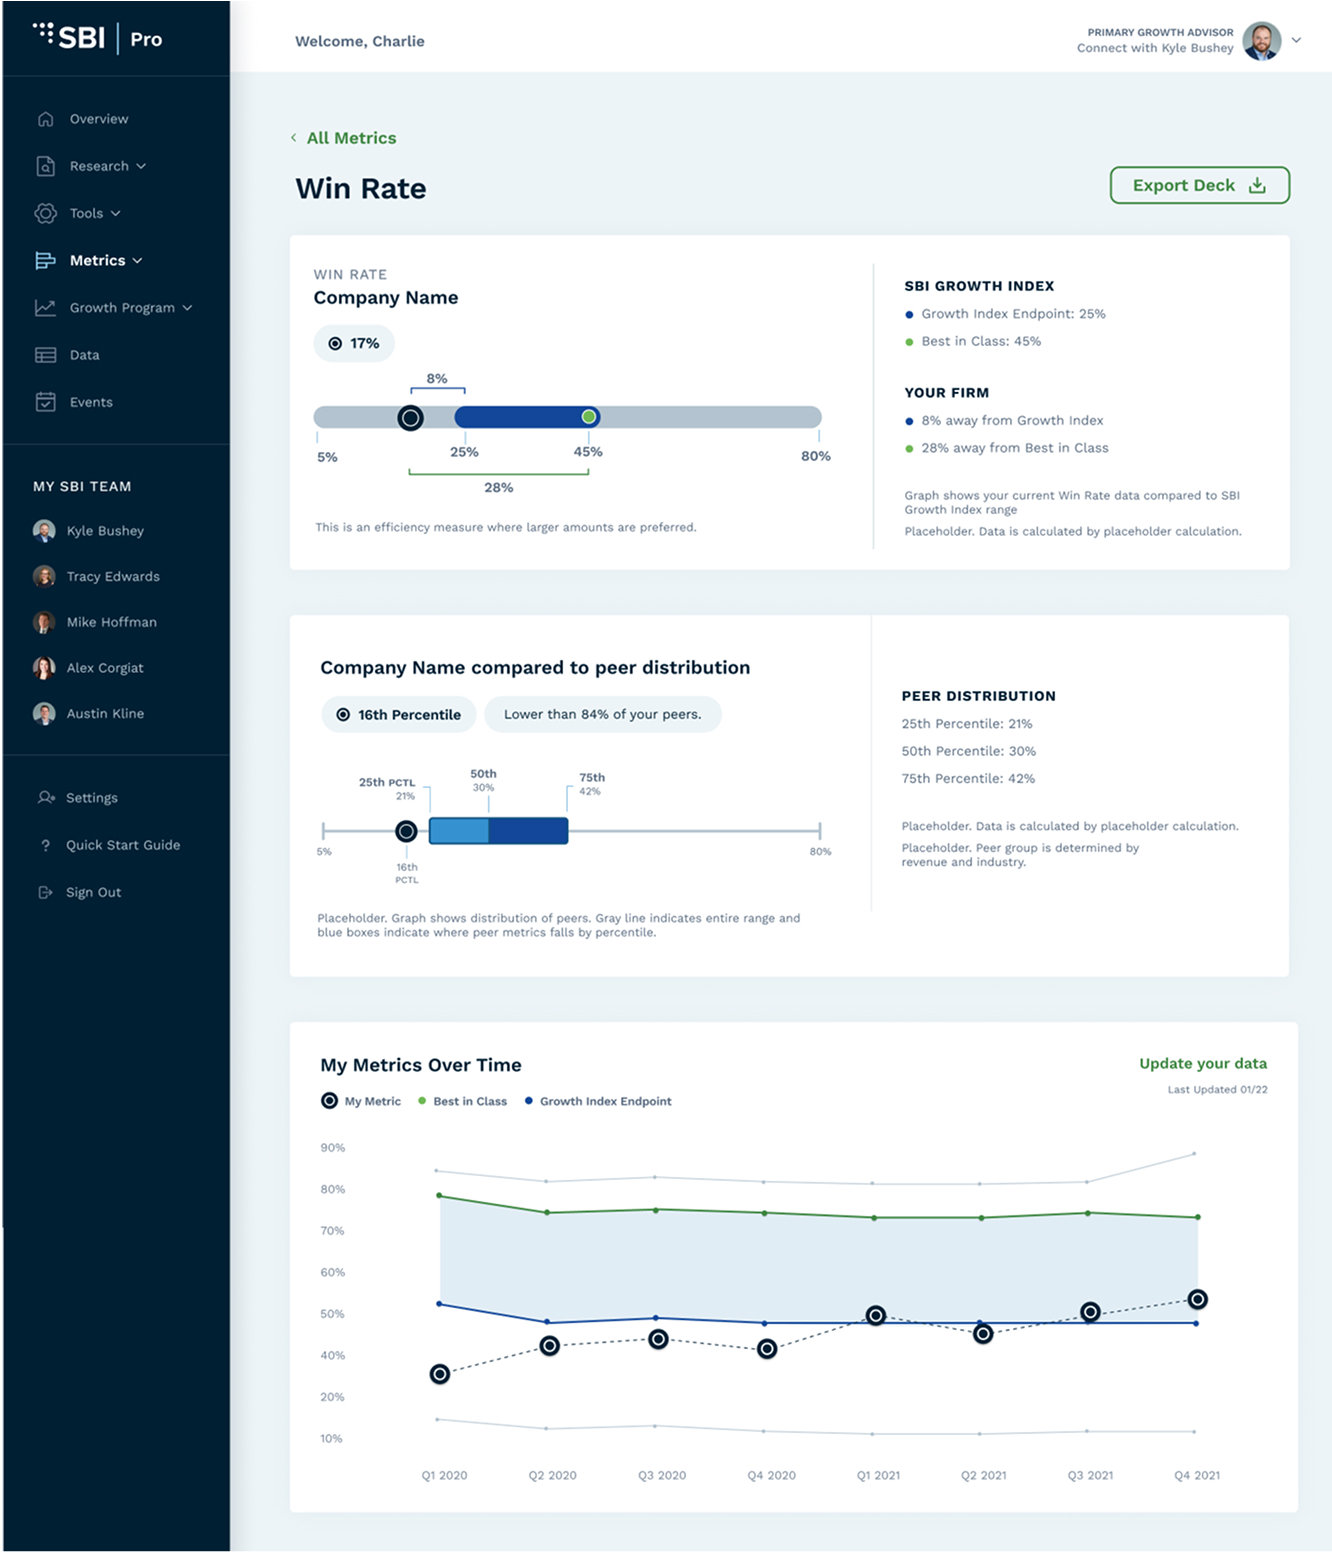 SBI | Pro
Overview
Research
Tools
Metrics
Growth Program
Data
Events
MY SBI TEAM
Kyle Bushey
Tracy Edwards
Mike Hoffman
Alex Corgiat
Austin Kline
Settings
? Quick Start Guide
Sign Out
Welcome, Charlie
PRIMARY GROWTH ADVISOR
Connect with Kyle Bushey
< All Metrics
Win Rate
Export Deck
WIN RATE
Company Name
17%
8%
5%
25%
45%
80%
28%
This is an efficiency measure where larger amounts are preferred.
SBI GROWTH INDEX
Growth Index Endpoint: 25%
Best in Class: 45%
YOUR FIRM
8% away from Growth Index
28% away from Best in Class
Graph shows your current Win Rate data compared to SBI
Growth Index range
Placeholder. Data is calculated by placeholder calculation.
Company Name compared to peer distribution
16th Percentile
Lower than 84% of your peers.
25th PCTL
21%
50th
30%
75th
42%
5%
16th
PCTL
80%
Placeholder. Graph shows distribution of peers. Gray line indicates entire range and
blue boxes indicate where peer metrics falls by percentile.
PEER DISTRIBUTION
25th Percentile: 21%
50th Percentile: 30%
75th Percentile: 42%
Placeholder. Data is calculated by placeholder calculation.
Placeholder. Peer group is determined by
revenue and industry.
My Metrics Over Time
Update your data
Last Updated 01/22
My Metric
Best in Class
Growth Index Endpoint
90%
80%
70%
60%
50%
40%
20%
10%
Q1 2020
Q2 2020
Q3 2020
Q4 2020
Q1 2021
Q2 2021
Q3 2021
Q4 2021